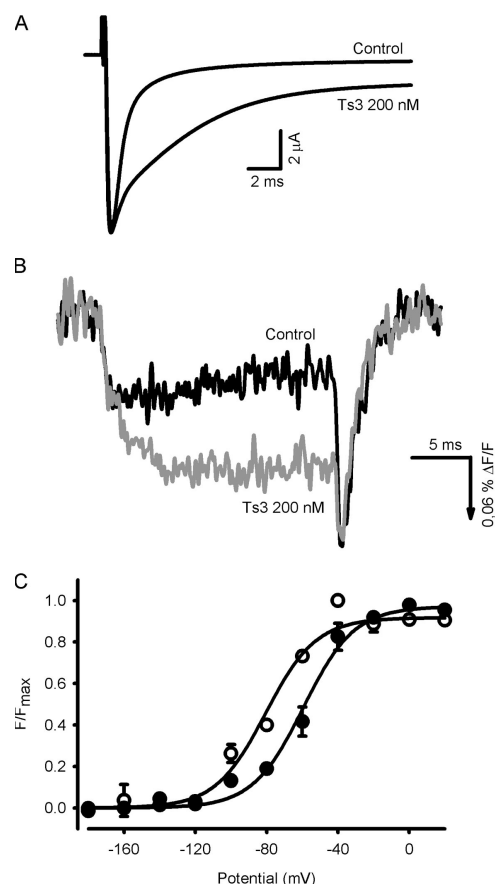 A
Control
Ts3 200 nM
2 µA
2 ms
B
Control
5 ms
0,06 % ΔF/F
Ts3 200 nM
C
1.0
0.8
0.6
0.4
0.2
0.0
F/Fmax
-160
-120
-80
-40
0
Potential (mV)